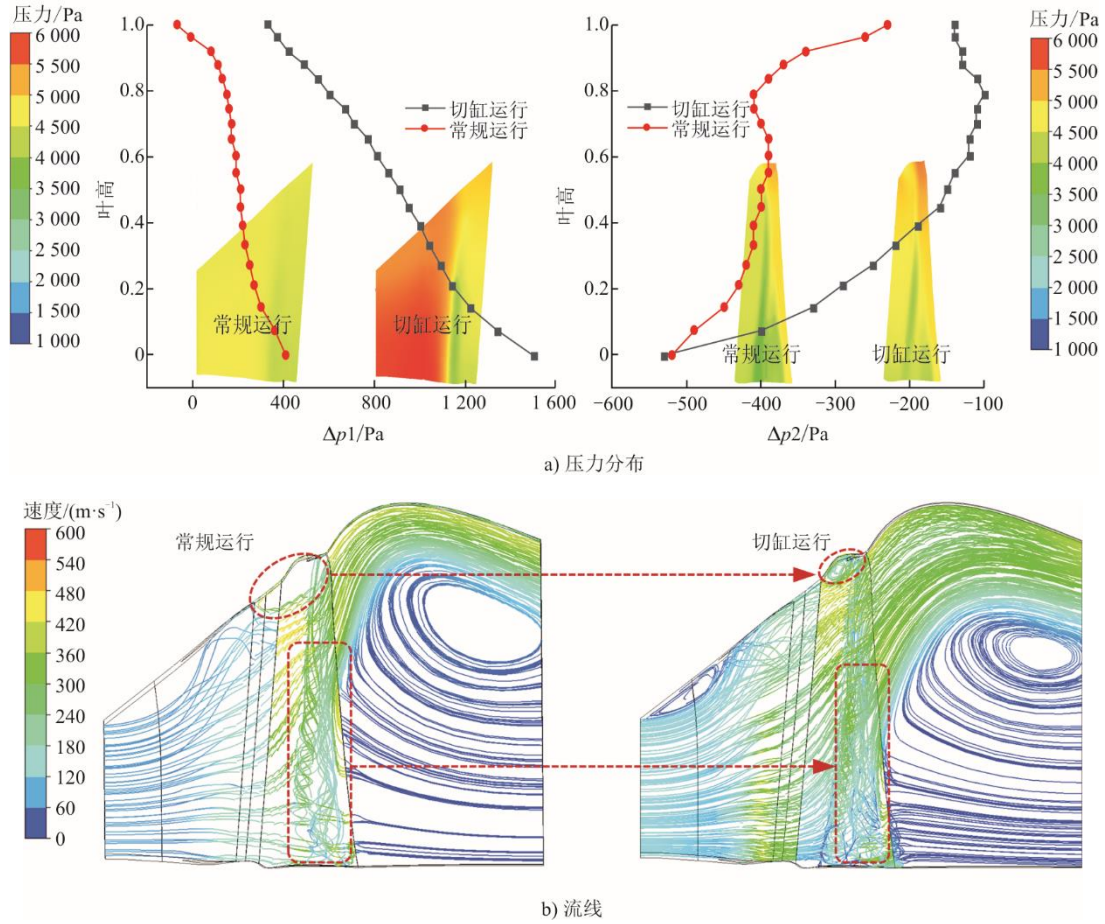 压力/Pa
6 000
5 500
5 000
4 500
4 000
3 500
3 000
2 500
2 000
1 500
1 000
叶高
1.0
0.8
0.6
0.4
0.2
0
切缸运行
常规运行
常规运行
切缸运行
0
400
800
1 200
1 600
Δp1/Pa
叶高
1.0
0.8
0.6
0.4
0.2
0
切缸运行
常规运行
常规运行
切缸运行
−600
−500
−400
−300
−200
−100
Δp2/Pa
压力/Pa
6 000
5 500
5 000
4 500
4 000
3 500
3 000
2 500
2 000
1 500
1 000
a) 压力分布
速度/(m·s⁻¹)
600
540
480
420
360
300
240
180
120
60
0
常规运行
切缸运行
b) 流线